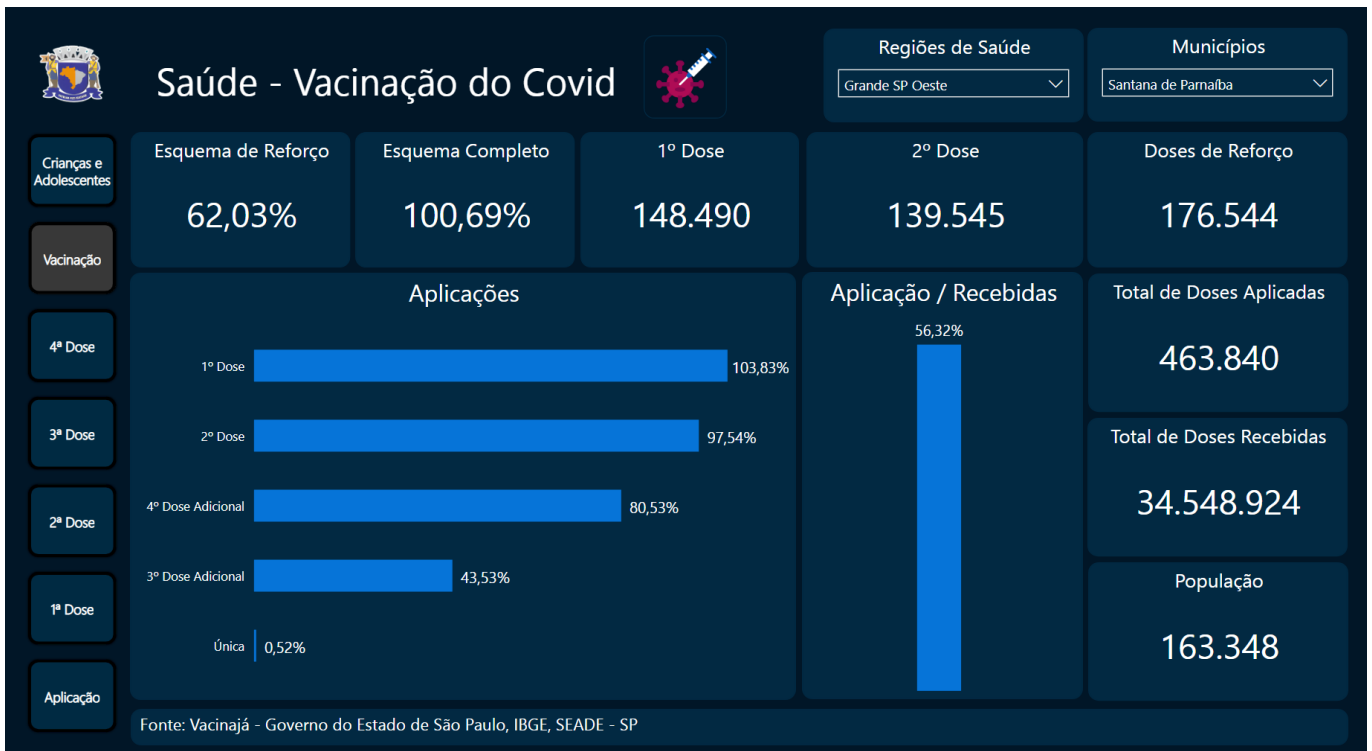 Saúde - Vacinação do Covid
Regiões de Saúde
Grande SP Oeste
Municípios
Santana de Parnaíba
Crianças e
Adolescentes
Vacinação
4ª Dose
3ª Dose
2ª Dose
1ª Dose
Aplicação
Esquema de Reforço
62,03%
Esquema Completo
100,69%
1º Dose
148.490
2º Dose
139.545
Doses de Reforço
176.544
Aplicações
1º Dose
103,83%
2º Dose
97,54%
4º Dose Adicional
80,53%
3º Dose Adicional
43,53%
Única
0,52%
Aplicação / Recebidas
56,32%
Total de Doses Aplicadas
463.840
Total de Doses Recebidas
34.548.924
População
163.348
Fonte: Vacinajá - Governo do Estado de São Paulo, IBGE, SEADE - SP